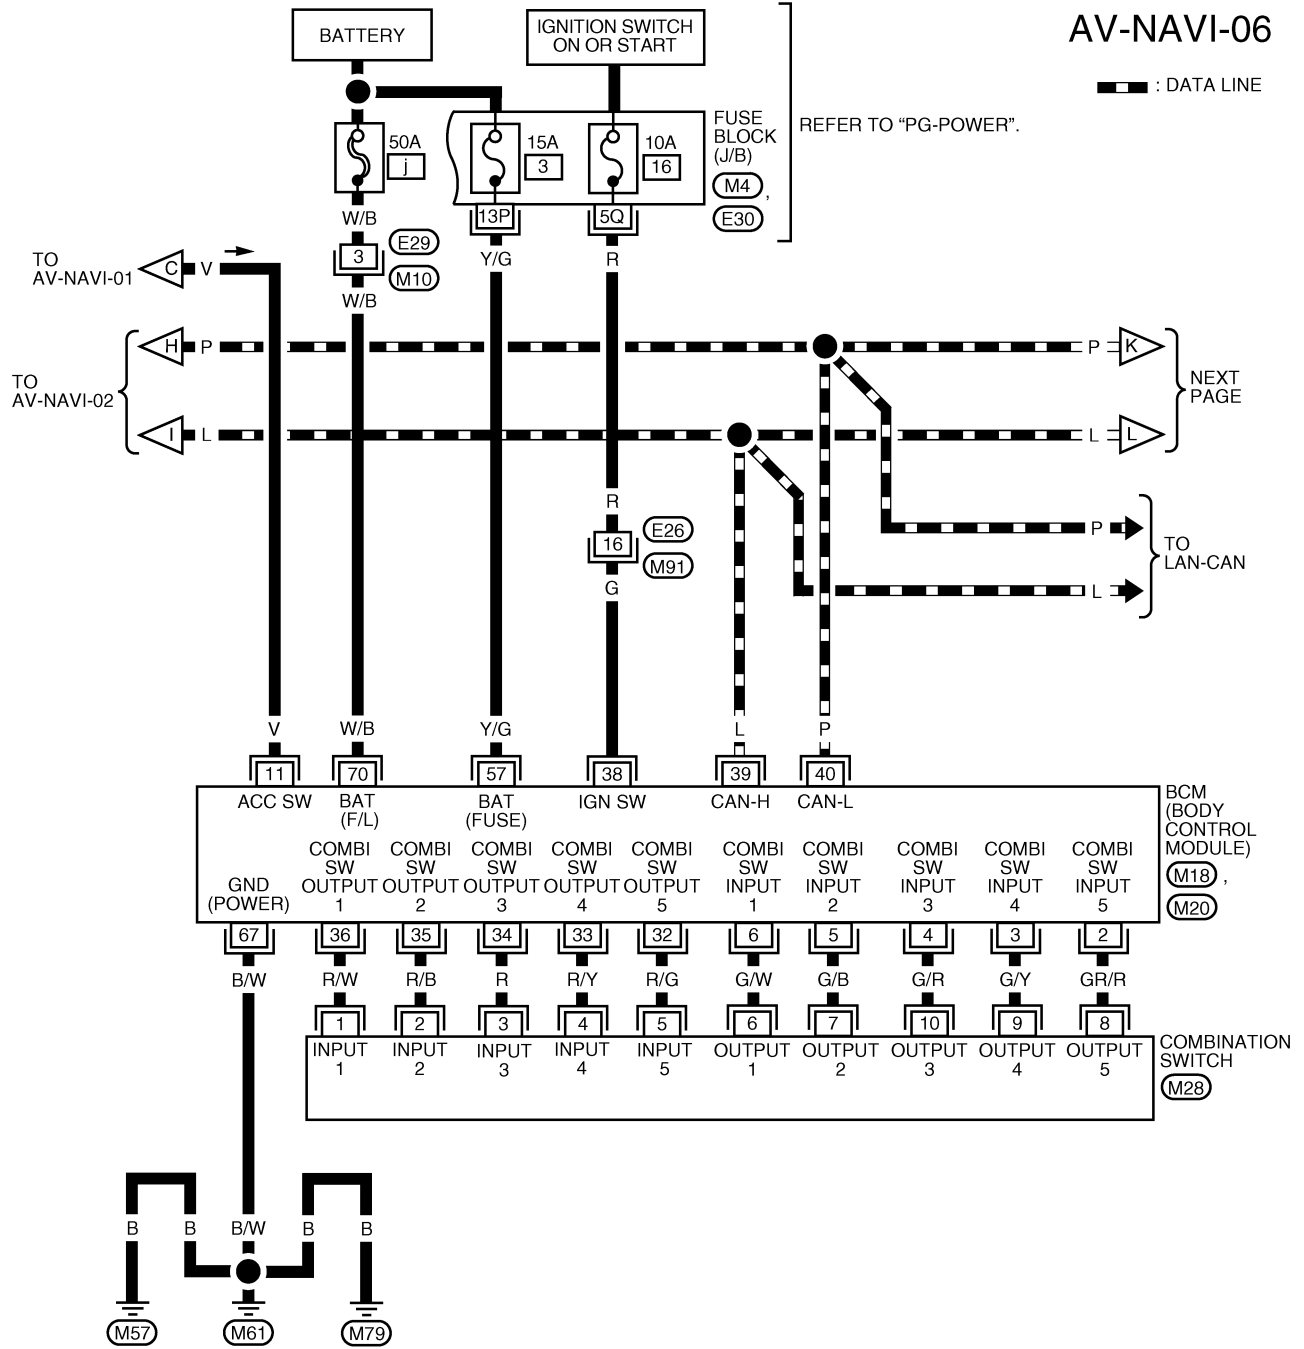 AV-NAVI-06
BATTERY
IGNITION SWITCH
ON OR START
: DATA LINE
50A
j
15A
3
10A
16
FUSE
BLOCK
(J/B)
M4 ,
E30
REFER TO “PG-POWER”.
W/B
13P
5Q
3
E29
M10
Y/G
R
TO
AV-NAVI-01
C
V
W/B
TO
AV-NAVI-02
H
P
P
K
I
L
L
L
NEXT
PAGE
R
16
E26
M91
G
P
L
TO
LAN-CAN
V
W/B
Y/G
L
P
11
70
57
38
39
40
ACC SW
BAT
(F/L)
BAT
(FUSE)
IGN SW
CAN-H
CAN-L
BCM
(BODY
CONTROL
MODULE)
M18 ,
M20
GND
(POWER)
COMBI
SW
OUTPUT
1
COMBI
SW
OUTPUT
2
COMBI
SW
OUTPUT
3
COMBI
SW
OUTPUT
4
COMBI
SW
OUTPUT
5
COMBI
SW
INPUT
1
COMBI
SW
INPUT
2
COMBI
SW
INPUT
3
COMBI
SW
INPUT
4
COMBI
SW
INPUT
5
67
36
35
34
33
32
6
5
4
3
2
B/W
R/W
R/B
R
R/Y
R/G
G/W
G/B
G/R
G/Y
GR/R
1
2
3
4
5
6
7
10
9
8
INPUT
1
INPUT
2
INPUT
3
INPUT
4
INPUT
5
OUTPUT
1
OUTPUT
2
OUTPUT
3
OUTPUT
4
OUTPUT
5
COMBINATION
SWITCH
M28
B
B
B/W
B
B
M57
M61
M79